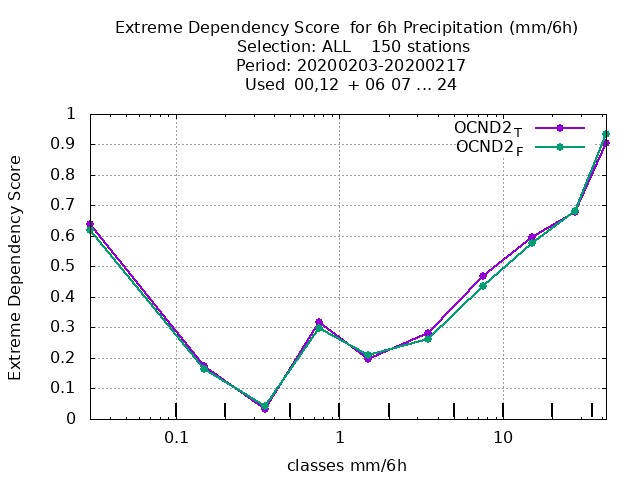 Extreme Dependency Score  for 6h Precipitation (mm/6h)
Selection: ALL    150 stations
Period: 20200203-20200217
Used  00,12  + 06 07 ... 24
OCND2T
OCND2F
1
0.9
0.8
0.7
0.6
0.5
0.4
0.3
0.2
0.1
0
Extreme Dependency Score
0.1
1
10
classes mm/6h